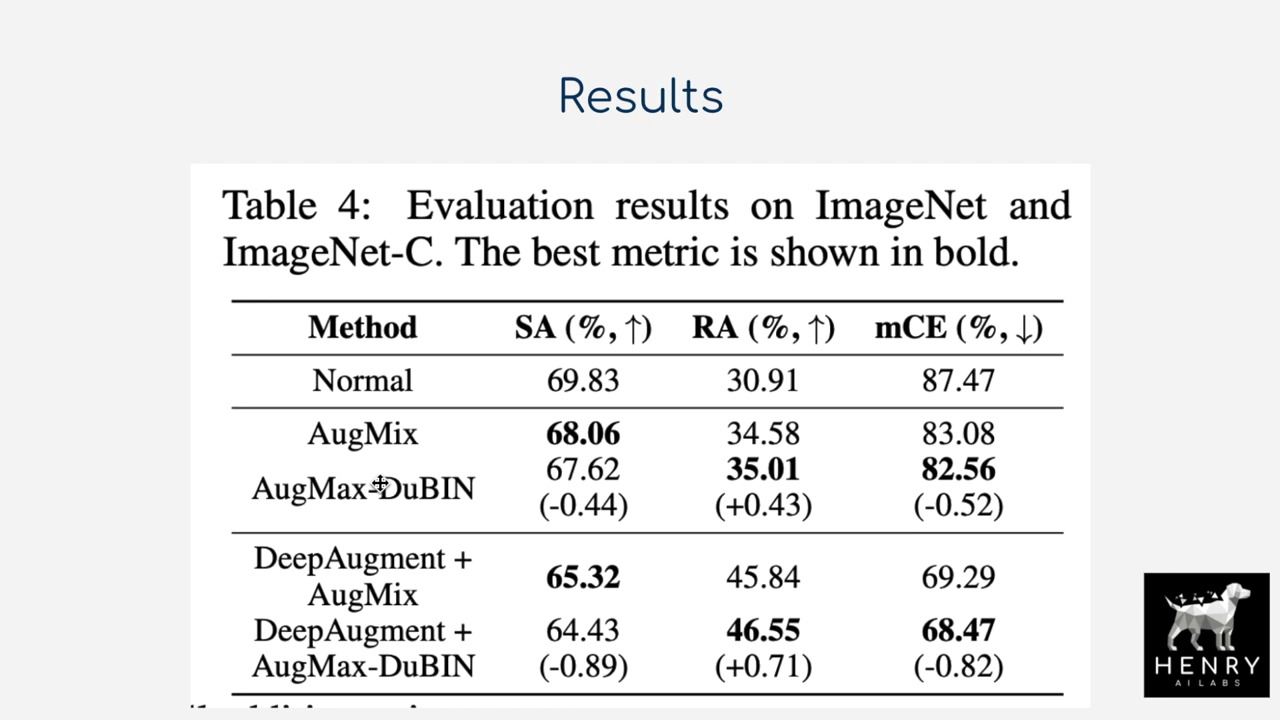 Results
Table 4: Evaluation results on ImageNet and
ImageNet-C. The best metric is shown in bold.
Method SA (%, ↑) RA (%, ↑) mCE (%, ↓)
Normal 69.83 30.91 87.47
AugMix 68.06 34.58 83.08
AugMax-DuBIN 67.62 35.01 82.56
(-0.44) (+0.43) (-0.52)
DeepAugment +
AugMix 65.32 45.84 69.29
DeepAugment + 64.43 46.55 68.47
AugMax-DuBIN (-0.89) (+0.71) (-0.82)
HENRY
AI LABS